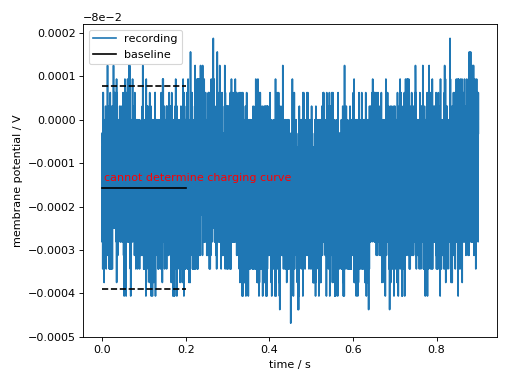 −8e−2
recording
baseline
0.0002
0.0001
0.0000
−0.0001
−0.0002
−0.0003
−0.0004
−0.0005
membrane potential / V
cannot determine charging curve
0.0
0.2
0.4
0.6
0.8
time / s